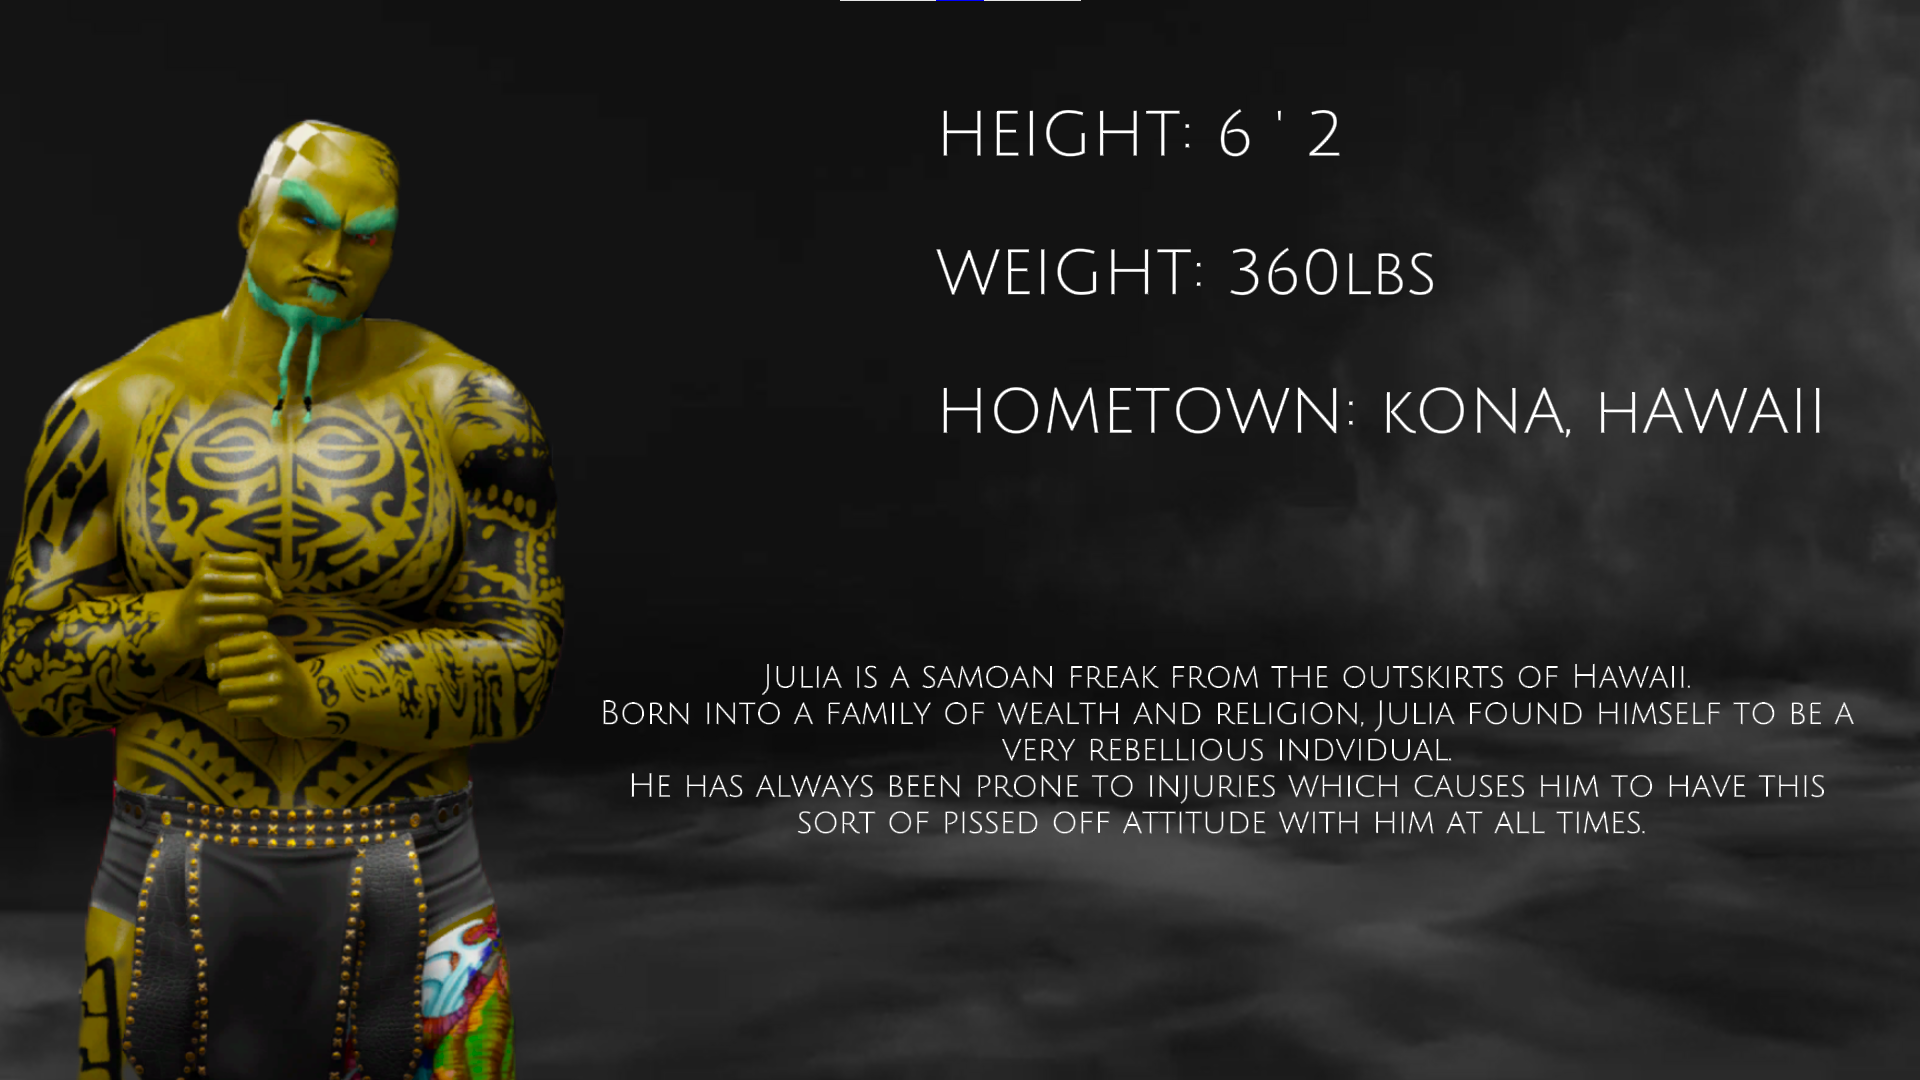 HEIGHT: 6 ' 2
WEIGHT: 360LBS
HOMETOWN: KONA, HAWAII
JULIA IS A SAMOAN FREAK FROM THE OUTSKIRTS OF HAWAII.
BORN INTO A FAMILY OF WEALTH AND RELIGION, JULIA FOUND HIMSELF TO BE A
VERY REBELLIOUS INDVIDUAL.
HE HAS ALWAYS BEEN PRONE TO INJURIES WHICH CAUSES HIM TO HAVE THIS
SORT OF PISSED OFF ATTITUDE WITH HIM AT ALL TIMES.